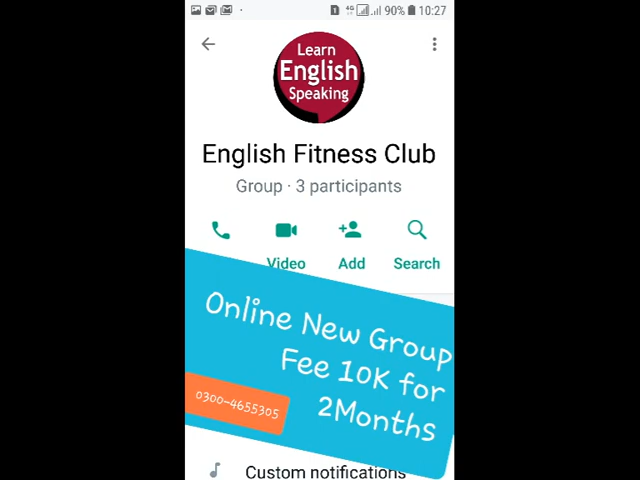 90% 10:27
Learn
English
Speaking
English Fitness Club
Group · 3 participants
Video Add Search
Online New Group
Fee 10K for
2Months
0300-4655305
Custom notifications